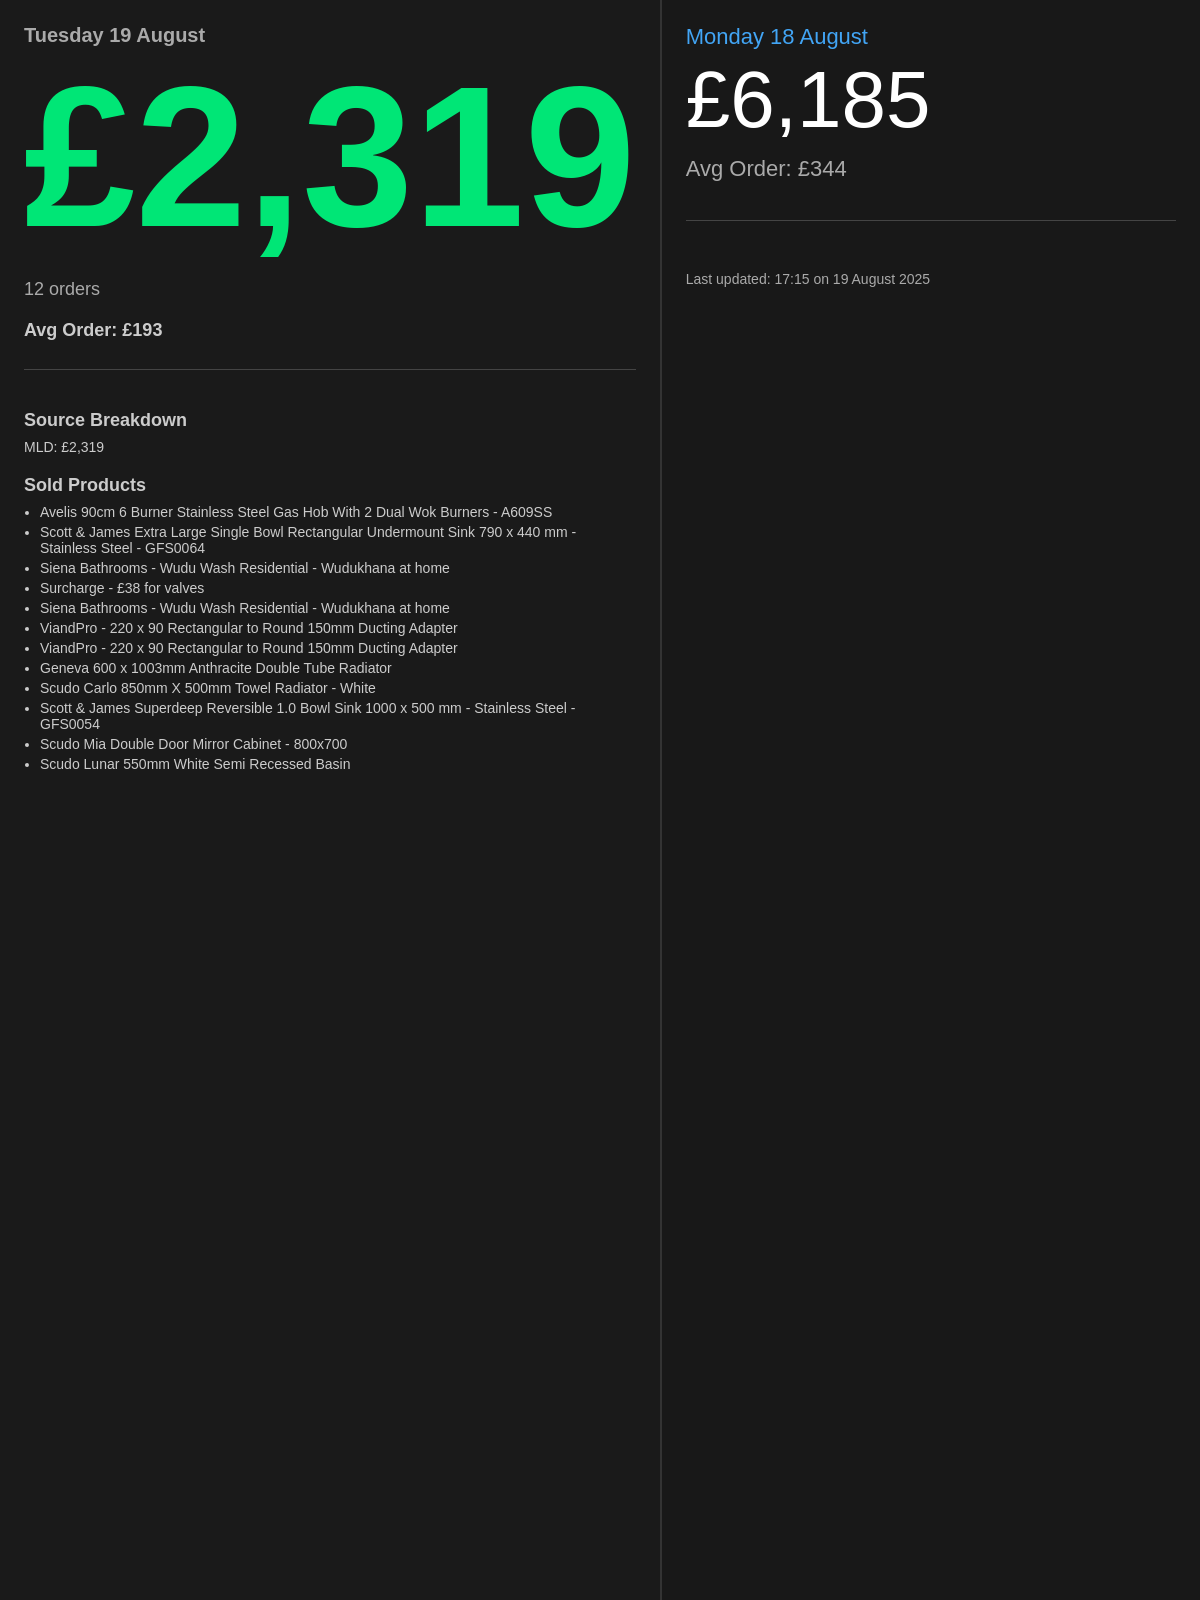 Tuesday 19 August
£2,319
12 orders
Avg Order: £193
Source Breakdown
MLD: £2,319
Sold Products
• Avelis 90cm 6 Burner Stainless Steel Gas Hob With 2 Dual Wok Burners - A609SS
• Scott & James Extra Large Single Bowl Rectangular Undermount Sink 790 x 440 mm -
Stainless Steel - GFS0064
• Siena Bathrooms - Wudu Wash Residential - Wudukhana at home
• Surcharge - £38 for valves
• Siena Bathrooms - Wudu Wash Residential - Wudukhana at home
• ViandPro - 220 x 90 Rectangular to Round 150mm Ducting Adapter
• ViandPro - 220 x 90 Rectangular to Round 150mm Ducting Adapter
• Geneva 600 x 1003mm Anthracite Double Tube Radiator
• Scudo Carlo 850mm X 500mm Towel Radiator - White
• Scott & James Superdeep Reversible 1.0 Bowl Sink 1000 x 500 mm - Stainless Steel -
GFS0054
• Scudo Mia Double Door Mirror Cabinet - 800x700
• Scudo Lunar 550mm White Semi Recessed Basin
Monday 18 August
£6,185
Avg Order: £344
Last updated: 17:15 on 19 August 2025